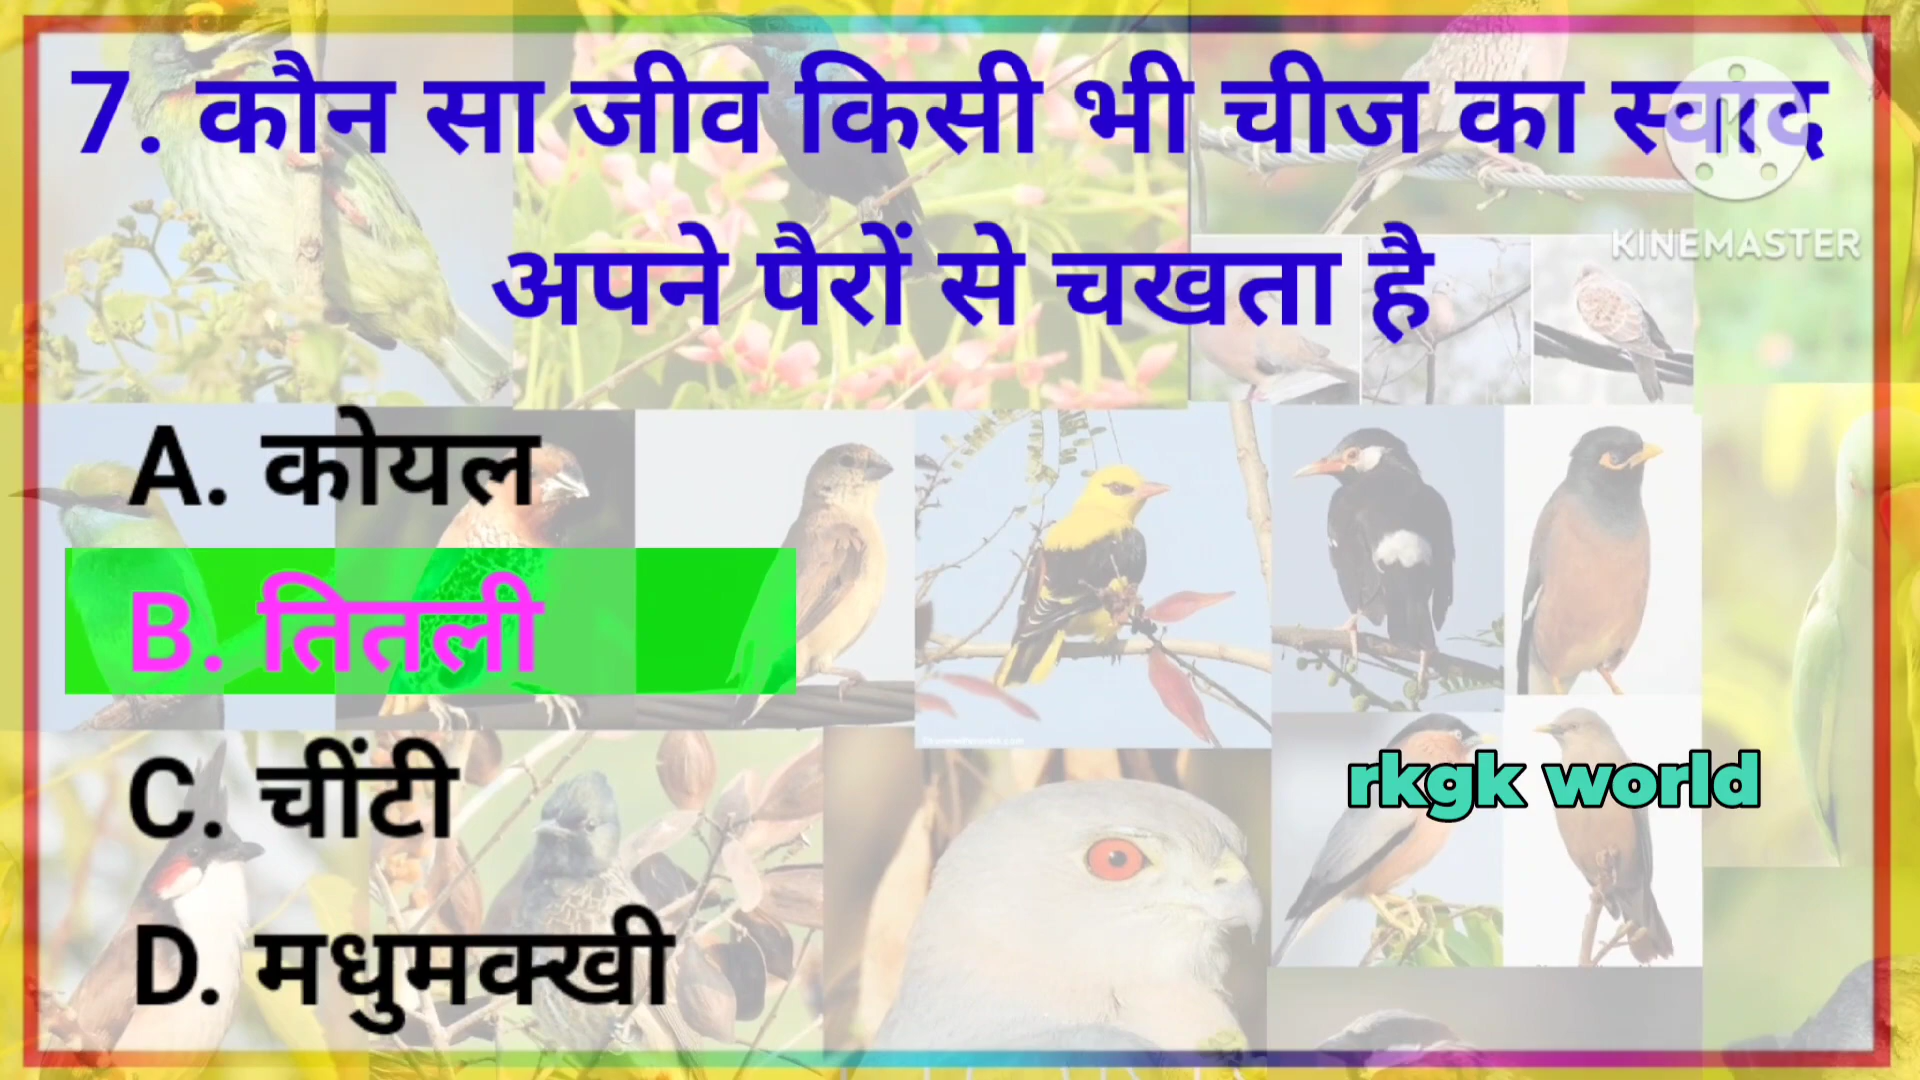 7. कौन सा जीव किसी भी चीज का स्वाद
KINEMASTER
अपने पैरों से चखता है
A. कोयल
B. तितली
C. चींटी
rkgk world
D. मधुमक्खी